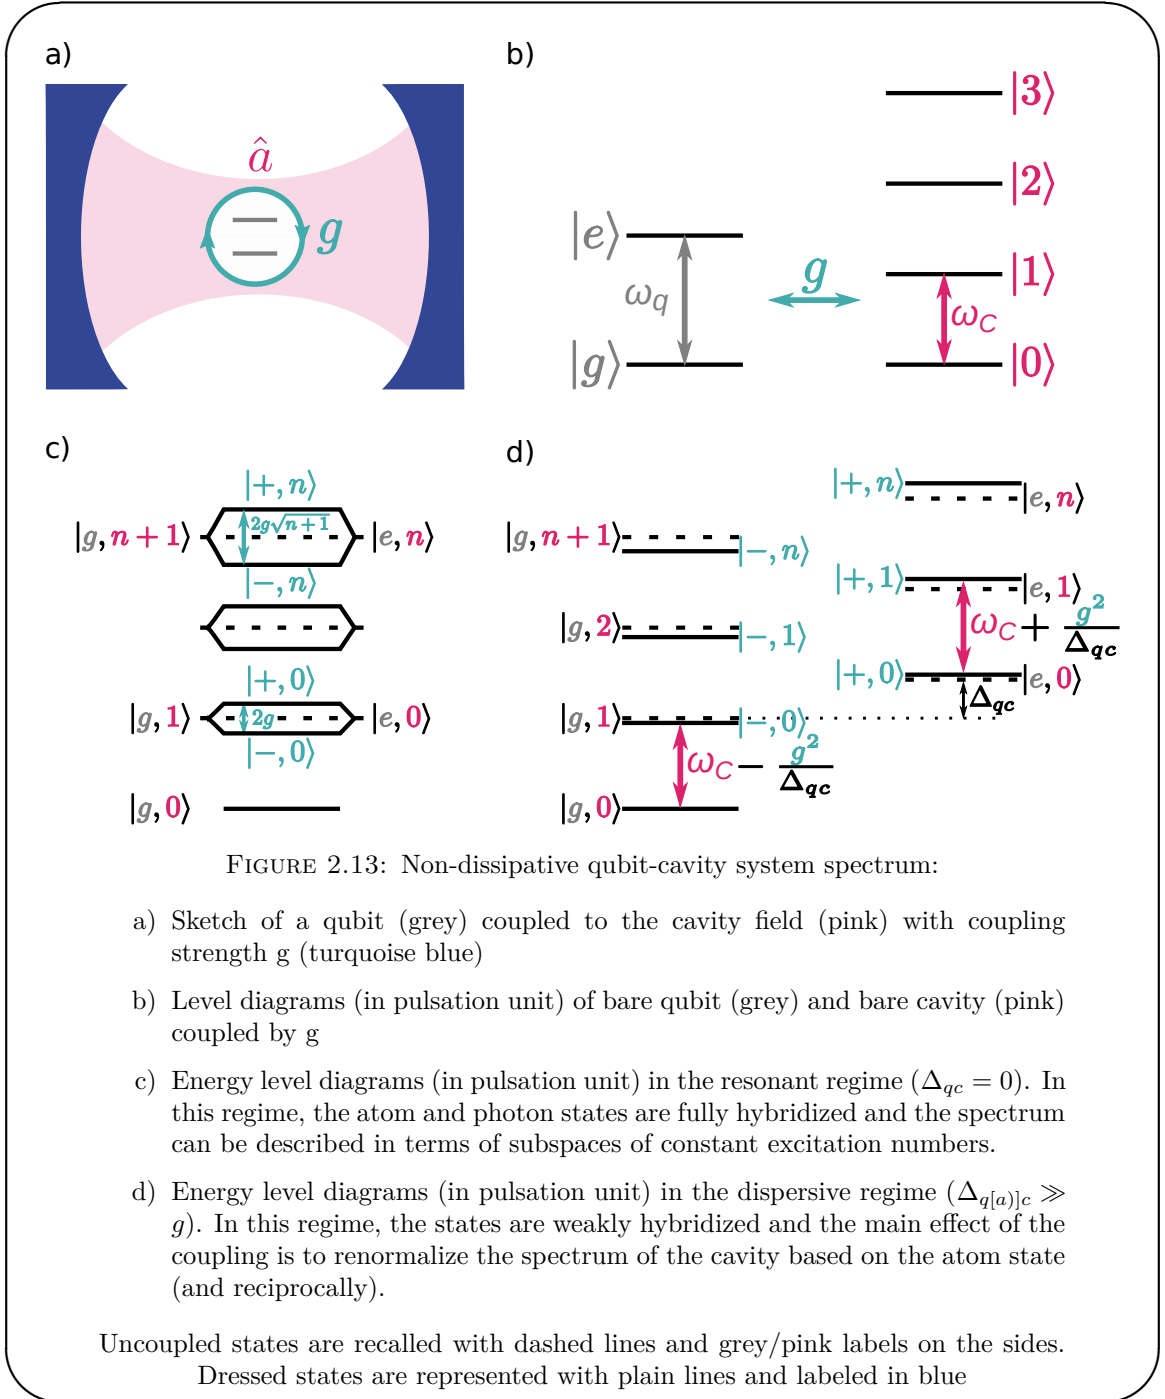 a)
â
g
b)
|3⟩
|2⟩
|e⟩
|1⟩
ω_q
g
ω_C
|g⟩
|0⟩
c)
|+, n⟩
|g, n + 1⟩
2g√(n+1)
|e, n⟩
|−, n⟩
|+, 0⟩
|g, 1⟩
2g
|e, 0⟩
|−, 0⟩
|g, 0⟩
d)
|+, n⟩
|e, n⟩
|g, n + 1⟩
|−, n⟩
|+, 1⟩
|e, 1⟩
|g, 2⟩
|−, 1⟩
ω_C + g²/Δ_qc
|+, 0⟩
|e, 0⟩
Δ_qc
|g, 1⟩
|−, 0⟩
ω_C − g²/Δ_qc
|g, 0⟩
FIGURE 2.13: Non-dissipative qubit-cavity system spectrum:
a) Sketch of a qubit (grey) coupled to the cavity field (pink) with coupling
strength g (turquoise blue)
b) Level diagrams (in pulsation unit) of bare qubit (grey) and bare cavity (pink)
coupled by g
c) Energy level diagrams (in pulsation unit) in the resonant regime (Δ_qc = 0). In
this regime, the atom and photon states are fully hybridized and the spectrum
can be described in terms of subspaces of constant excitation numbers.
d) Energy level diagrams (in pulsation unit) in the dispersive regime (Δ_q[a)]c ≫
g). In this regime, the states are weakly hybridized and the main effect of the
coupling is to renormalize the spectrum of the cavity based on the atom state
(and reciprocally).
Uncoupled states are recalled with dashed lines and grey/pink labels on the sides.
Dressed states are represented with plain lines and labeled in blue